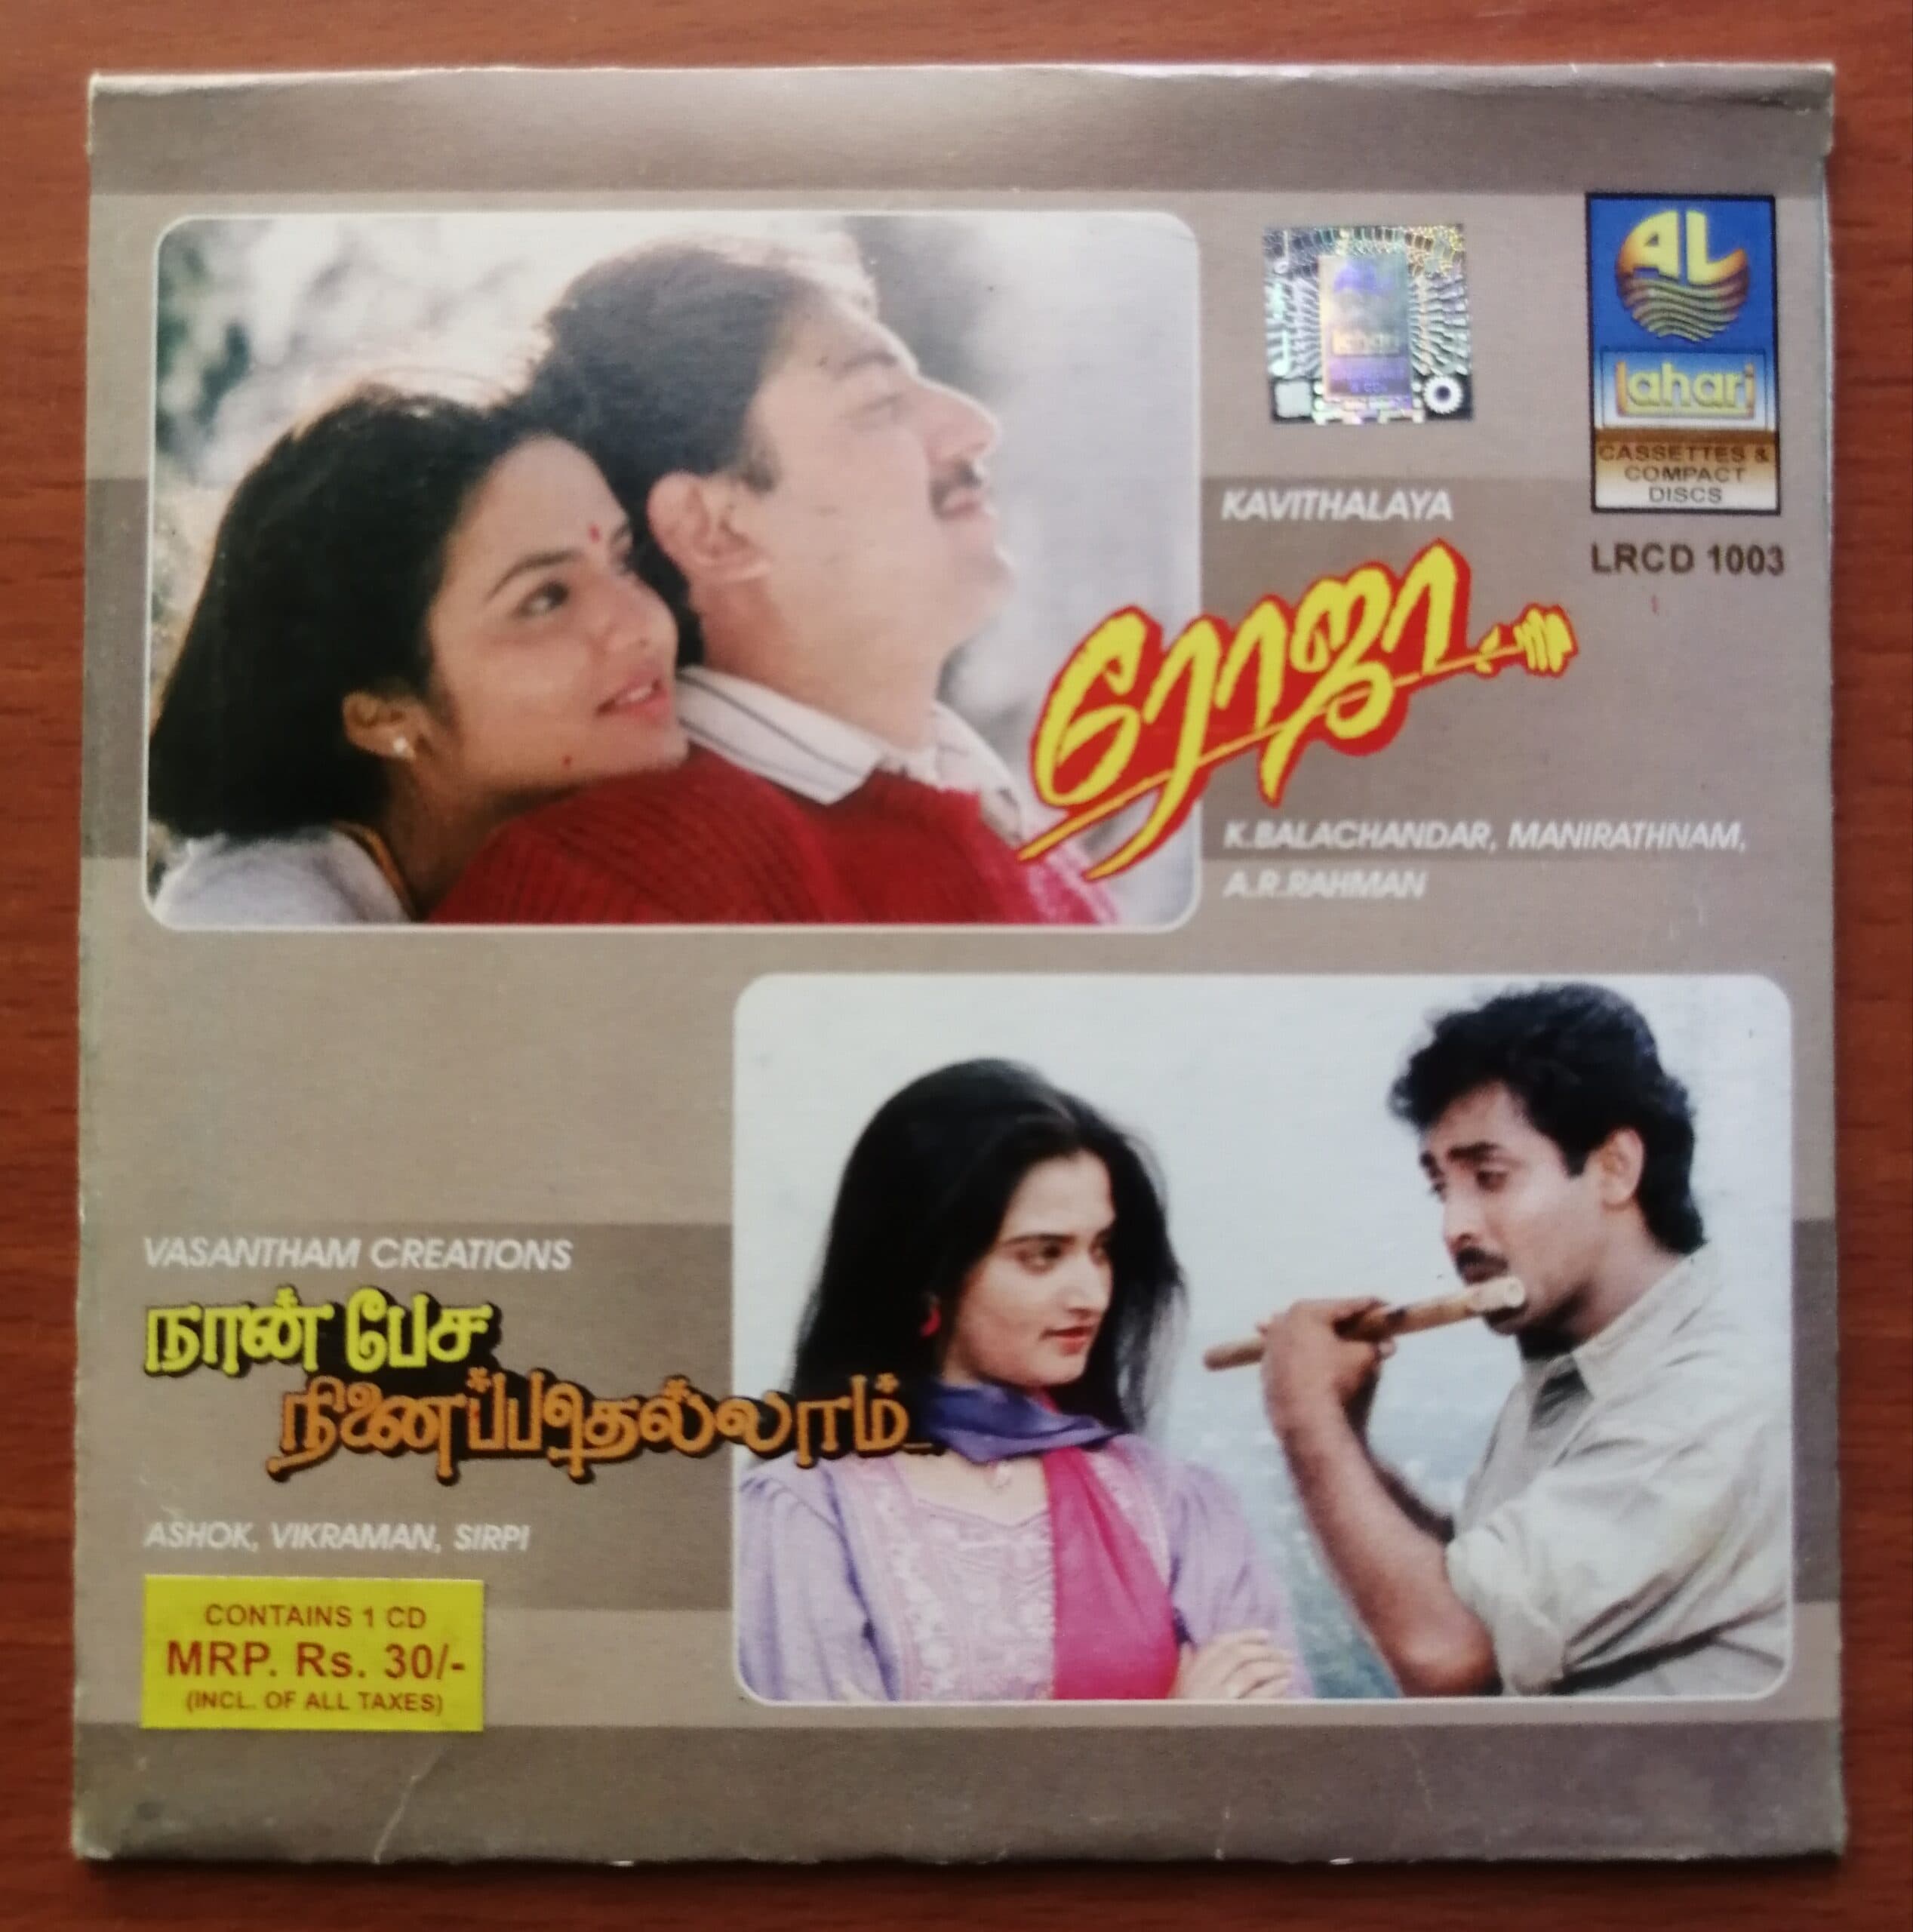 AL
lahari
lahari
CASSETTES &
COMPACT
DISCS
LRCD 1003
KAVITHALAYA
ரோஜா
K.BALACHANDAR, MANIRATHNAM,
A.R.RAHMAN
VASANTHAM CREATIONS
நான் பேச
நினைப்பதெல்லாம்...
ASHOK, VIKRAMAN, SIRPI
CONTAINS 1 CD
MRP. Rs. 30/-
(INCL. OF ALL TAXES)